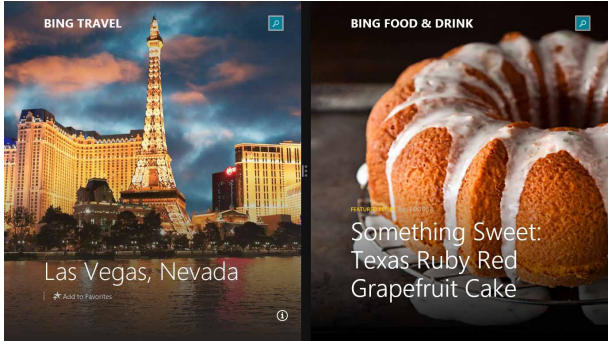 BING TRAVEL
Las Vegas, Nevada
Add to Favorites
BING FOOD & DRINK
Something Sweet:
Texas Ruby Red
Grapefruit Cake